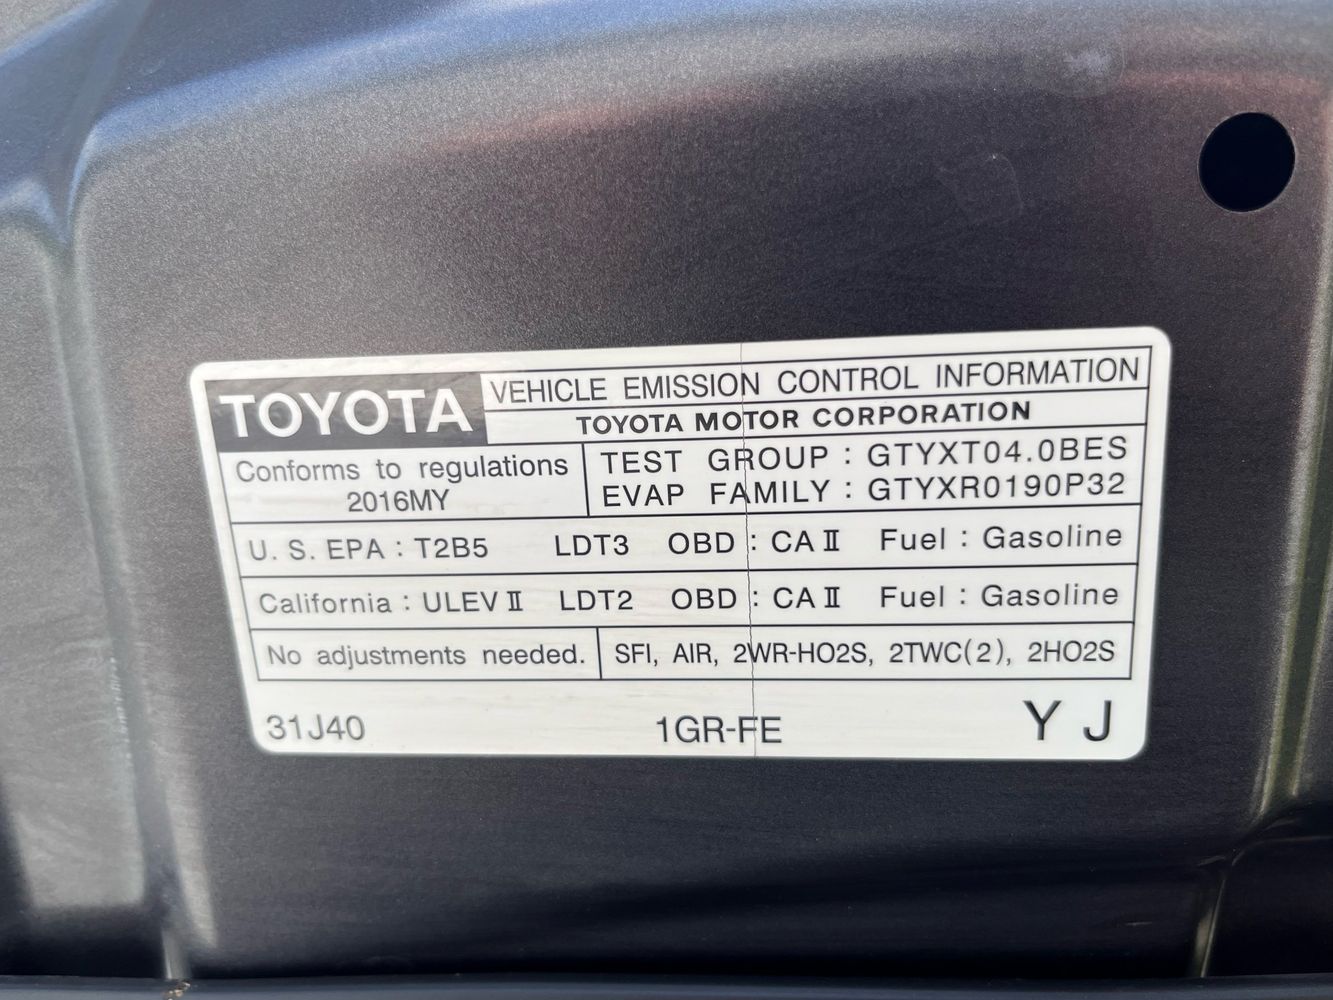 TOYOTA VEHICLE EMISSION CONTROL INFORMATION
TOYOTA MOTOR CORPORATION
Conforms to regulations
2016MY
TEST GROUP : GTYXT04.0BES
EVAP FAMILY : GTYXR0190P32
U. S. EPA : T2B5 LDT3 OBD : CA Ⅱ Fuel : Gasoline
California : ULEV Ⅱ LDT2 OBD : CA Ⅱ Fuel : Gasoline
No adjustments needed. SFI, AIR, 2WR-HO2S, 2TWC(2), 2HO2S
31J40 1GR-FE Y J